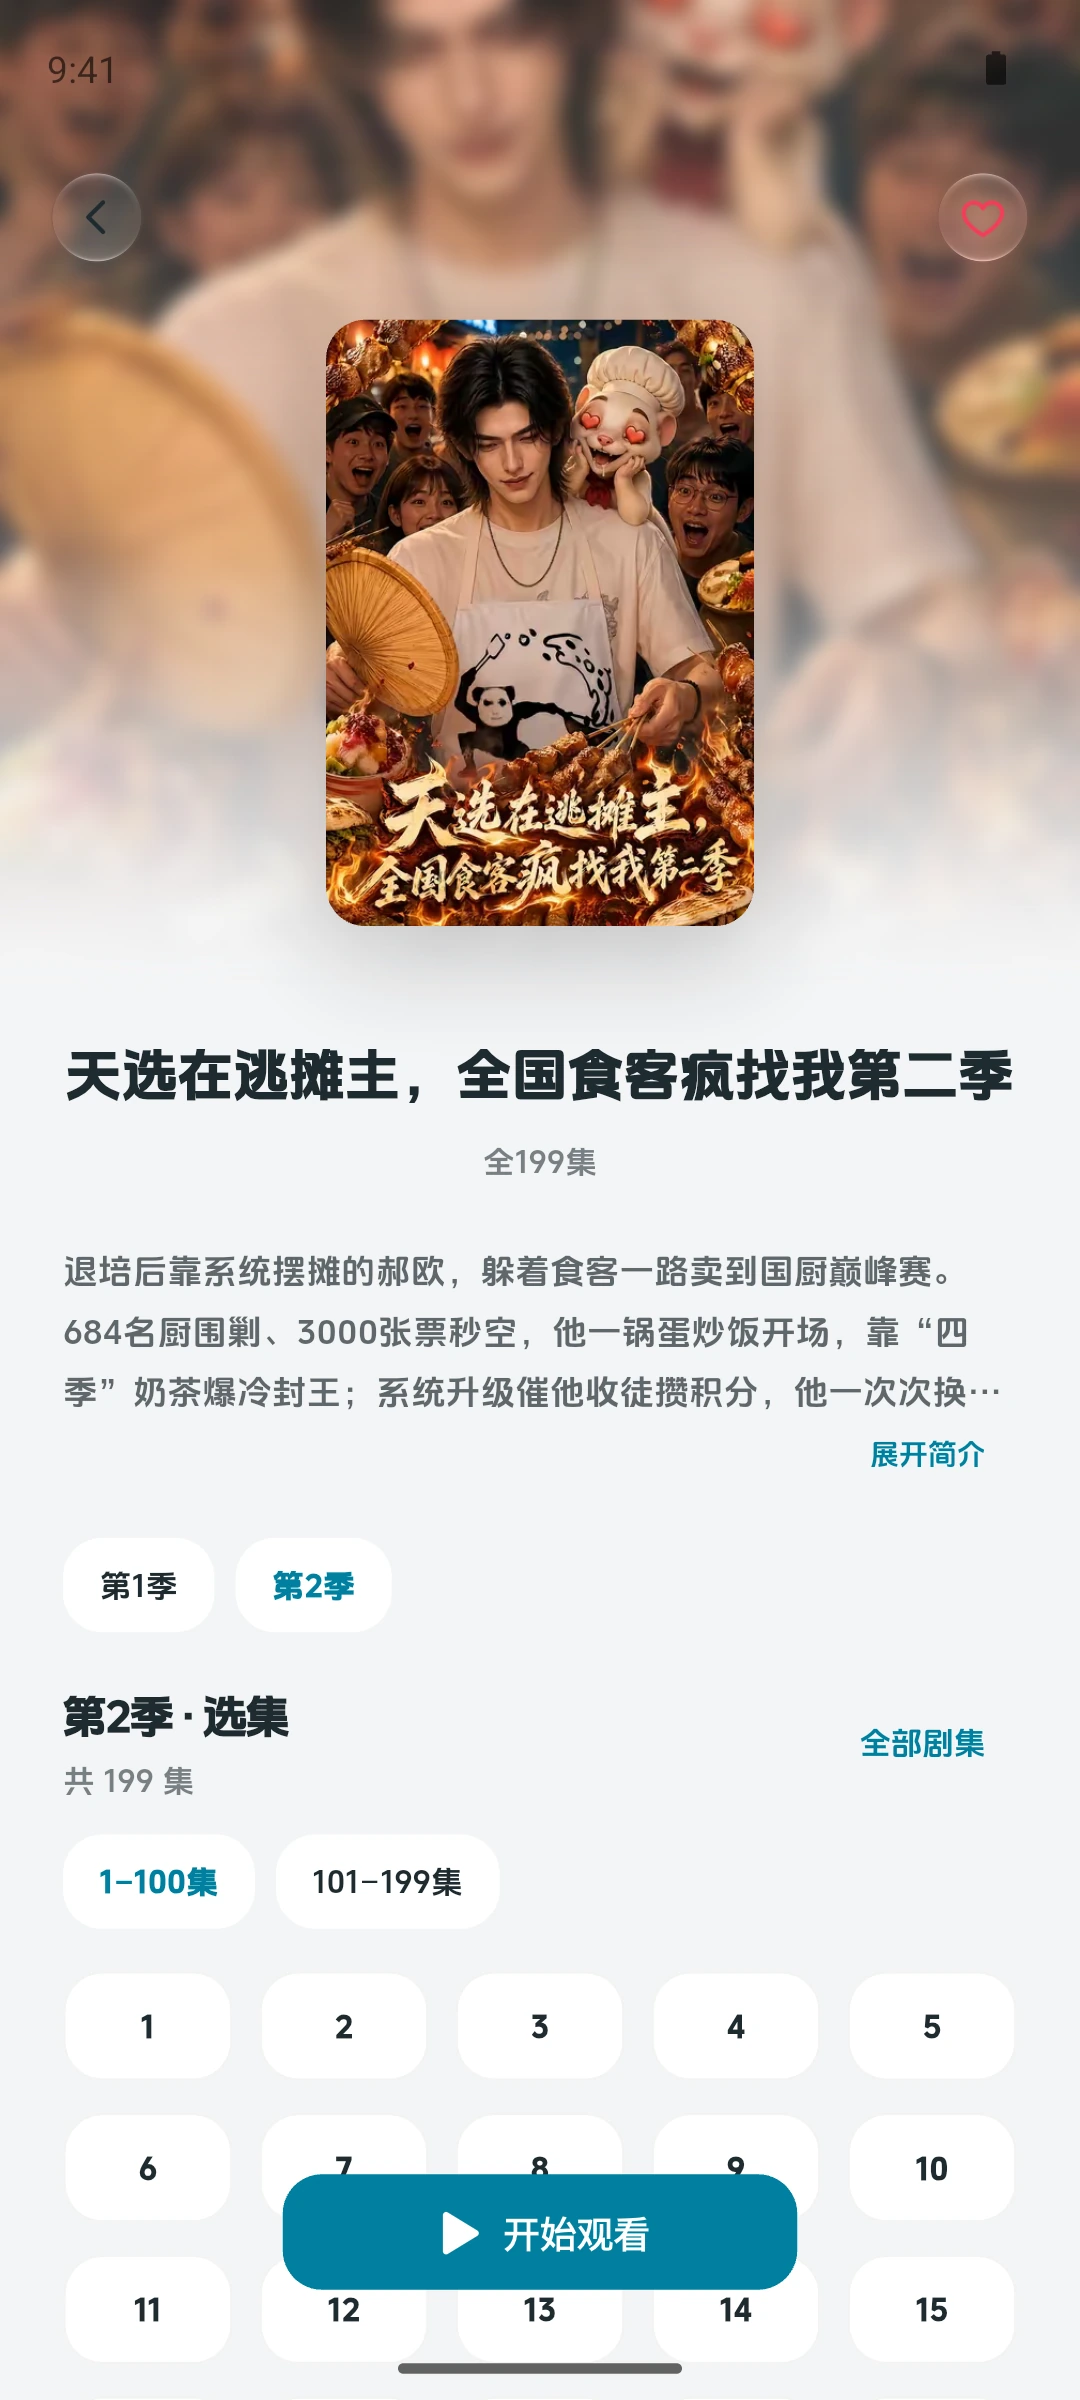 9:41
天选在逃摊主，
全国食客疯找我第二季
天选在逃摊主，全国食客疯找我第二季
全199集
退培后靠系统摆摊的郝欧，躲着食客一路卖到国厨巅峰赛。
684名厨围剿、3000张票秒空，他一锅蛋炒饭开场，靠“四
季”奶茶爆冷封王；系统升级催他收徒攒积分，他一次次换…
展开简介
第1季 第2季
第2季·选集
全部剧集
共 199 集
1-100集 101-199集
1 2 3 4 5
6 7 8 9 10
开始观看
11 12 13 14 15